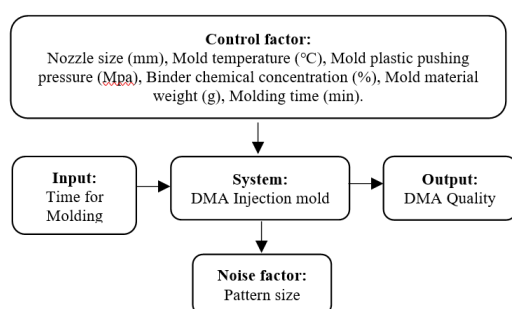 Control factor:
Nozzle size (mm), Mold temperature (℃), Mold plastic pushing
pressure (Mpa), Binder chemical concentration (%), Mold material
weight (g), Molding time (min).
Input:
Time for
Molding
System:
DMA Injection mold
Output:
DMA Quality
Noise factor:
Pattern size